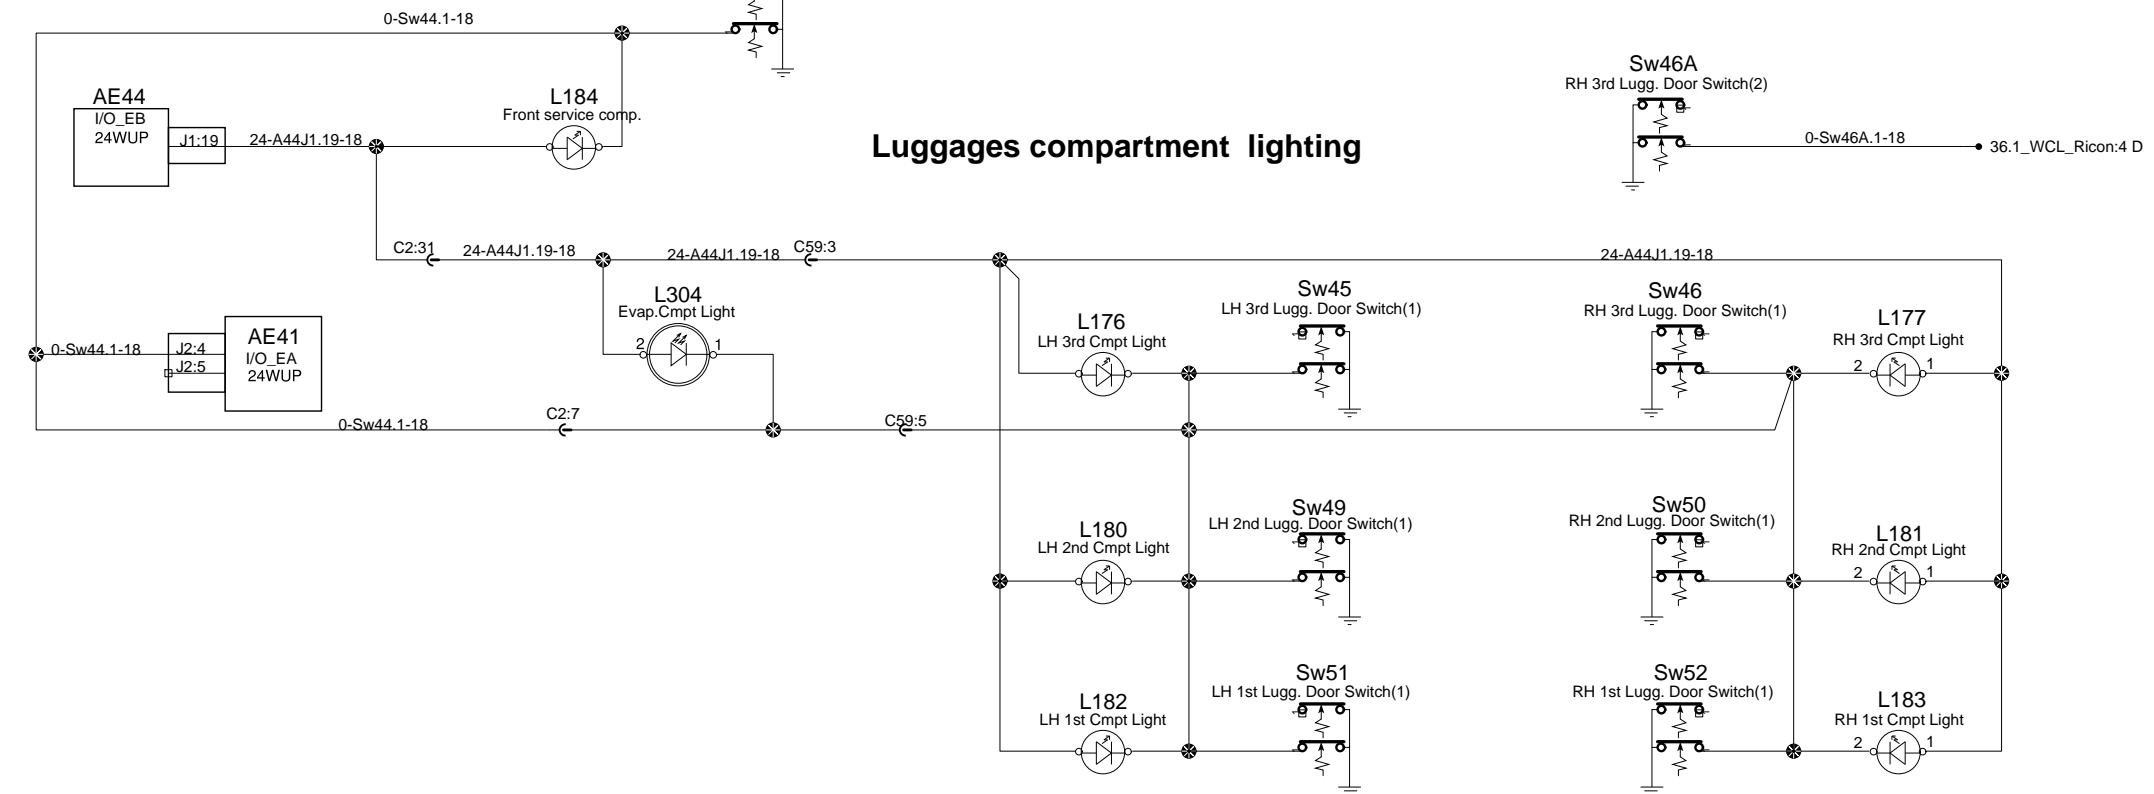 0-Sw44.1-18
Sw46A
RH 3rd Lugg. Door Switch(2)
AE44
I/O_EB
24WUP
J1:19
24-A44J1.19-18
L184
Front service comp.
Luggages compartment lighting
0-Sw46A.1-18
36.1_WCL_Ricon:4 D
C2:31
24-A44J1.19-18
24-A44J1.19-18
C59:3
24-A44J1.19-18
L304
Evap.Cmpt Light
2
1
Sw45
LH 3rd Lugg. Door Switch(1)
Sw46
RH 3rd Lugg. Door Switch(1)
L176
LH 3rd Cmpt Light
L177
RH 3rd Cmpt Light
2
1
0-Sw44.1-18
J2:4
J2:5
AE41
I/O_EA
24WUP
0-Sw44.1-18
C2:7
C59:5
L180
LH 2nd Cmpt Light
Sw49
LH 2nd Lugg. Door Switch(1)
Sw50
RH 2nd Lugg. Door Switch(1)
L181
RH 2nd Cmpt Light
2
1
L182
LH 1st Cmpt Light
Sw51
LH 1st Lugg. Door Switch(1)
Sw52
RH 1st Lugg. Door Switch(1)
L183
RH 1st Cmpt Light
2
1